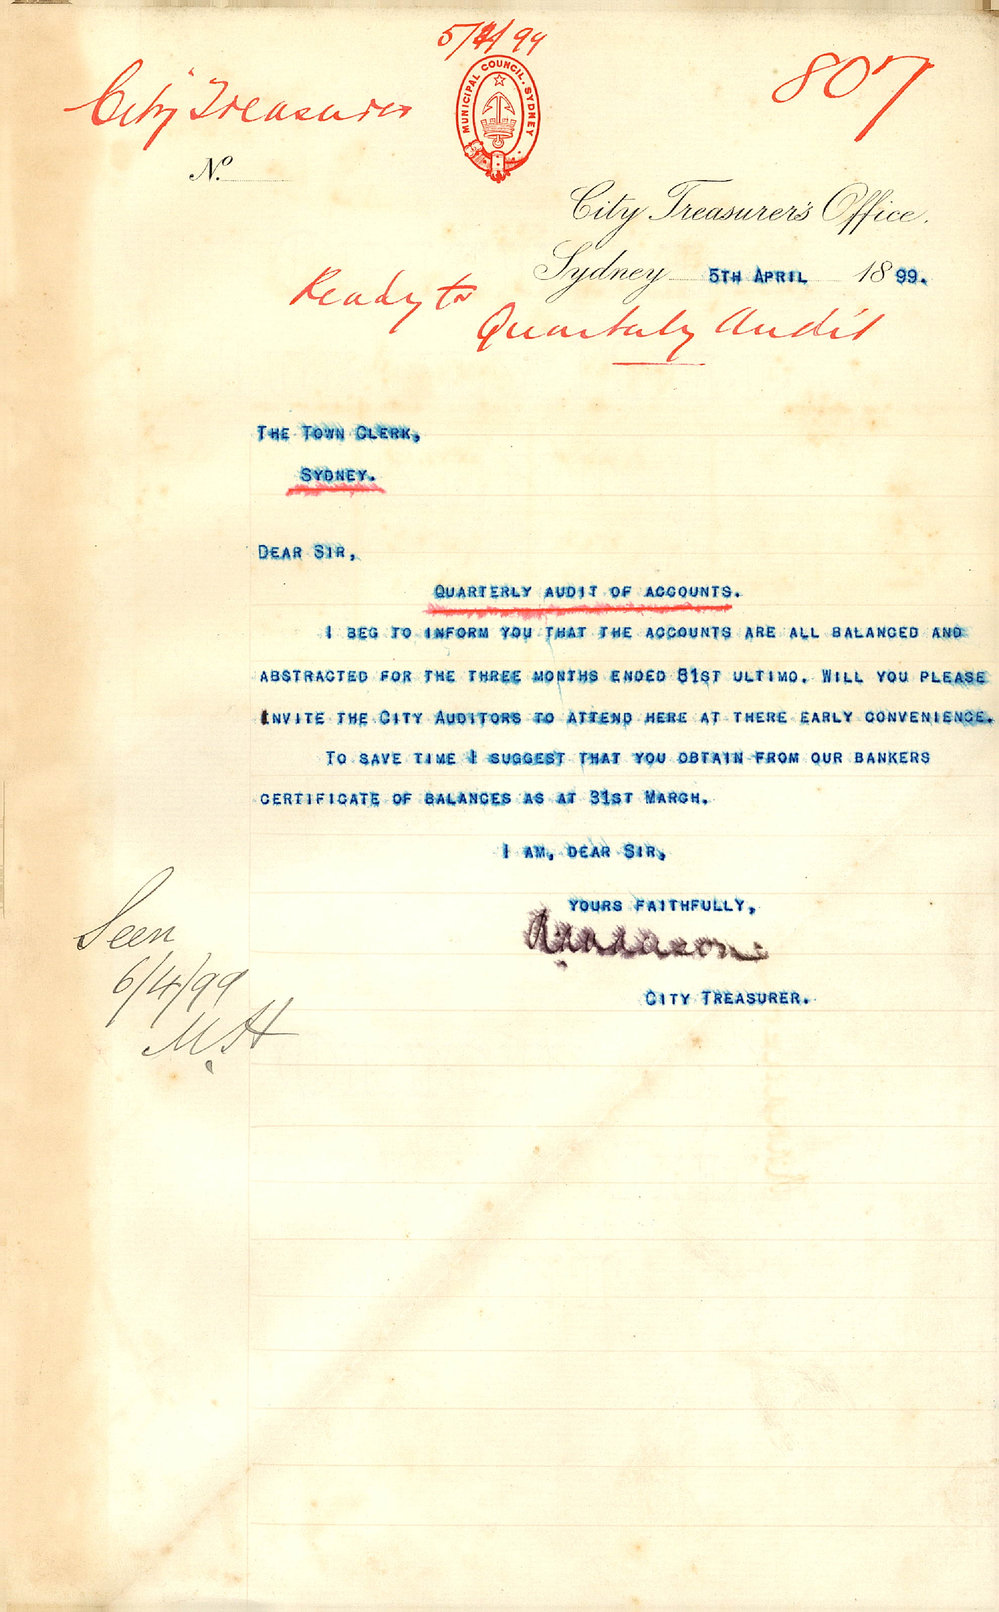 5/4/99
City Treasurer
807
MUNICIPAL COUNCIL. SYDNEY
No.
City Treasurer's Office.
Sydney 5TH APRIL 1899.
Ready for
Quarterly Audit
THE TOWN CLERK,
SYDNEY.
DEAR SIR,
QUARTERLY AUDIT OF ACCOUNTS.
I BEG TO INFORM YOU THAT THE ACCOUNTS ARE ALL BALANCED AND
ABSTRACTED FOR THE THREE MONTHS ENDED 31ST ULTIMO. WILL YOU PLEASE
INVITE THE CITY AUDITORS TO ATTEND HERE AT THERE EARLY CONVENIENCE.
TO SAVE TIME I SUGGEST THAT YOU OBTAIN FROM OUR BANKERS
CERTIFICATE OF BALANCES AS AT 31ST MARCH.
I AM, DEAR SIR,
YOURS FAITHFULLY,
CITY TREASURER.
Seen
6/4/99